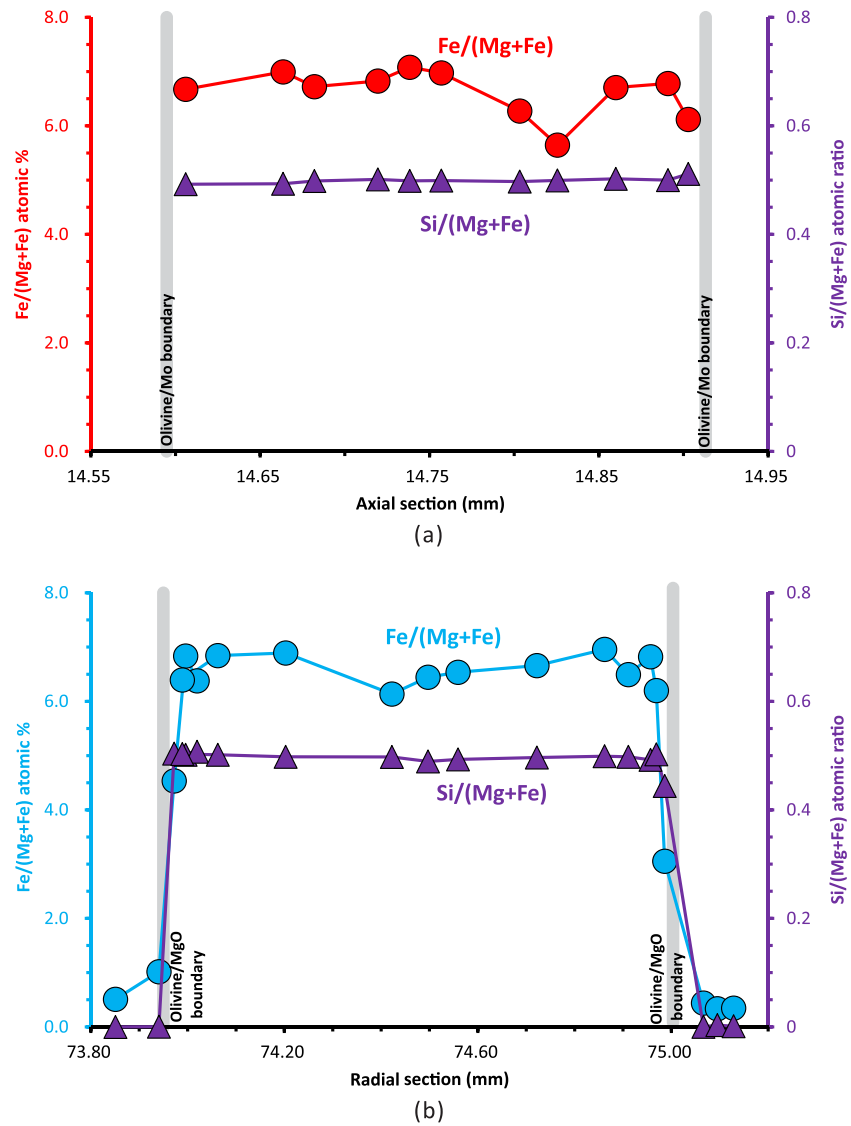 8.0
6.0
4.0
2.0
0.0
Fe/(Mg+Fe) atomic %
Fe/(Mg+Fe)
Si/(Mg+Fe)
Olivine/Mo boundary
Olivine/Mo boundary
0.8
0.6
0.4
0.2
0
Si/(Mg+Fe) atomic ratio
14.55 14.65 14.75 14.85 14.95
Axial section (mm)
(a)
8.0
6.0
4.0
2.0
0.0
Fe/(Mg+Fe) atomic %
Fe/(Mg+Fe)
Si/(Mg+Fe)
Olivine/MgO
boundary
Olivine/MgO
boundary
0.8
0.6
0.4
0.2
0
Si/(Mg+Fe) atomic ratio
73.80 74.20 74.60 75.00
Radial section (mm)
(b)